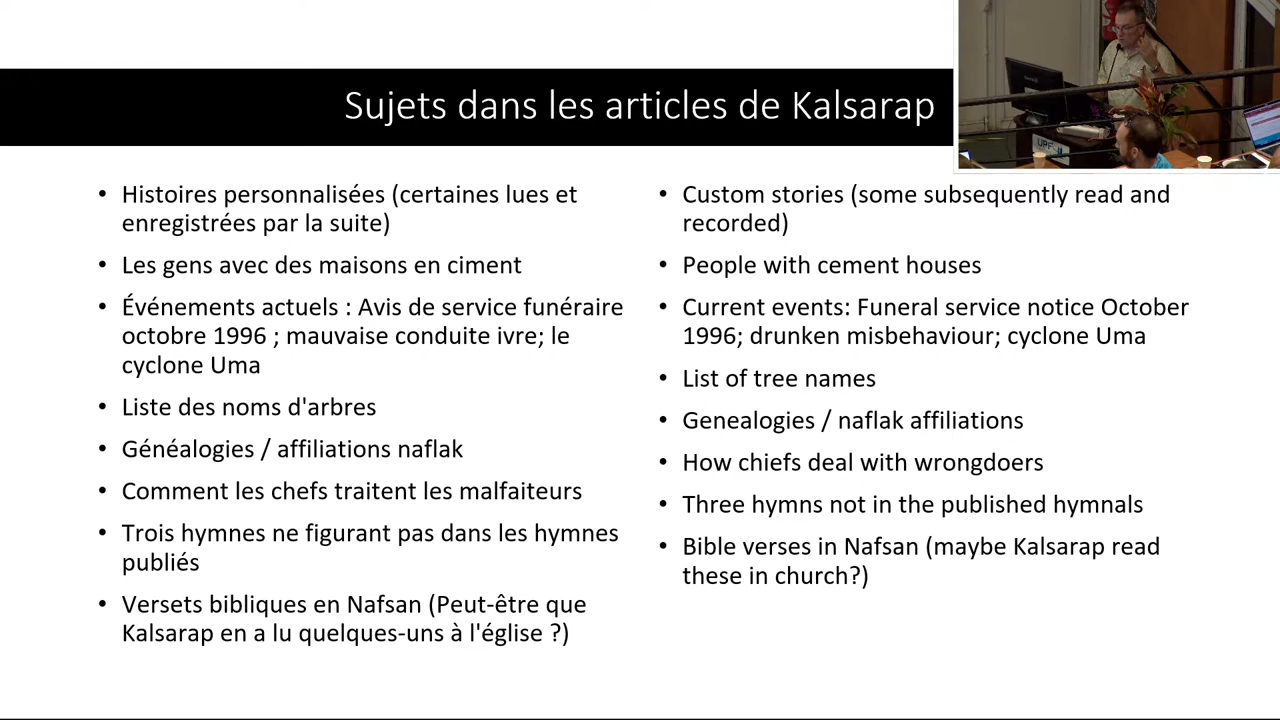 Sujets dans les articles de Kalsarap
• Histoires personnalisées (certaines lues et
enregistrées par la suite)
• Les gens avec des maisons en ciment
• Événements actuels : Avis de service funéraire
octobre 1996 ; mauvaise conduite ivre; le
cyclone Uma
• Liste des noms d'arbres
• Généalogies / affiliations naflak
• Comment les chefs traitent les malfaiteurs
• Trois hymnes ne figurant pas dans les hymnes
publiés
• Versets bibliques en Nafsan (Peut-être que
Kalsarap en a lu quelques-uns à l'église ?)
• Custom stories (some subsequently read and
recorded)
• People with cement houses
• Current events: Funeral service notice October
1996; drunken misbehaviour; cyclone Uma
• List of tree names
• Genealogies / naflak affiliations
• How chiefs deal with wrongdoers
• Three hymns not in the published hymnals
• Bible verses in Nafsan (maybe Kalsarap read
these in church?)